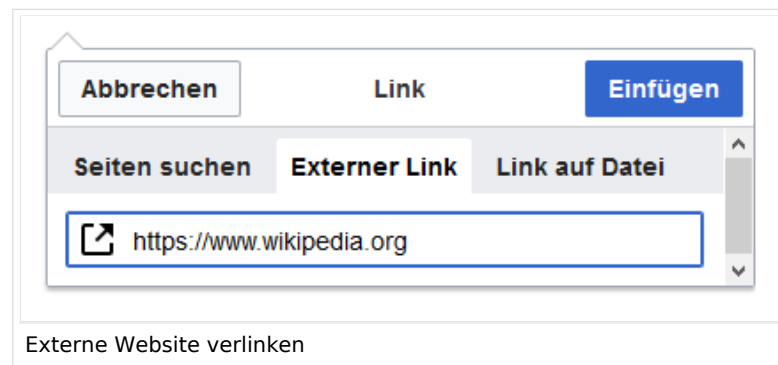 Abbrechen Link Einfügen
Seiten suchen Externer Link Link auf Datei
https://www.wikipedia.org
Externe Website verlinken